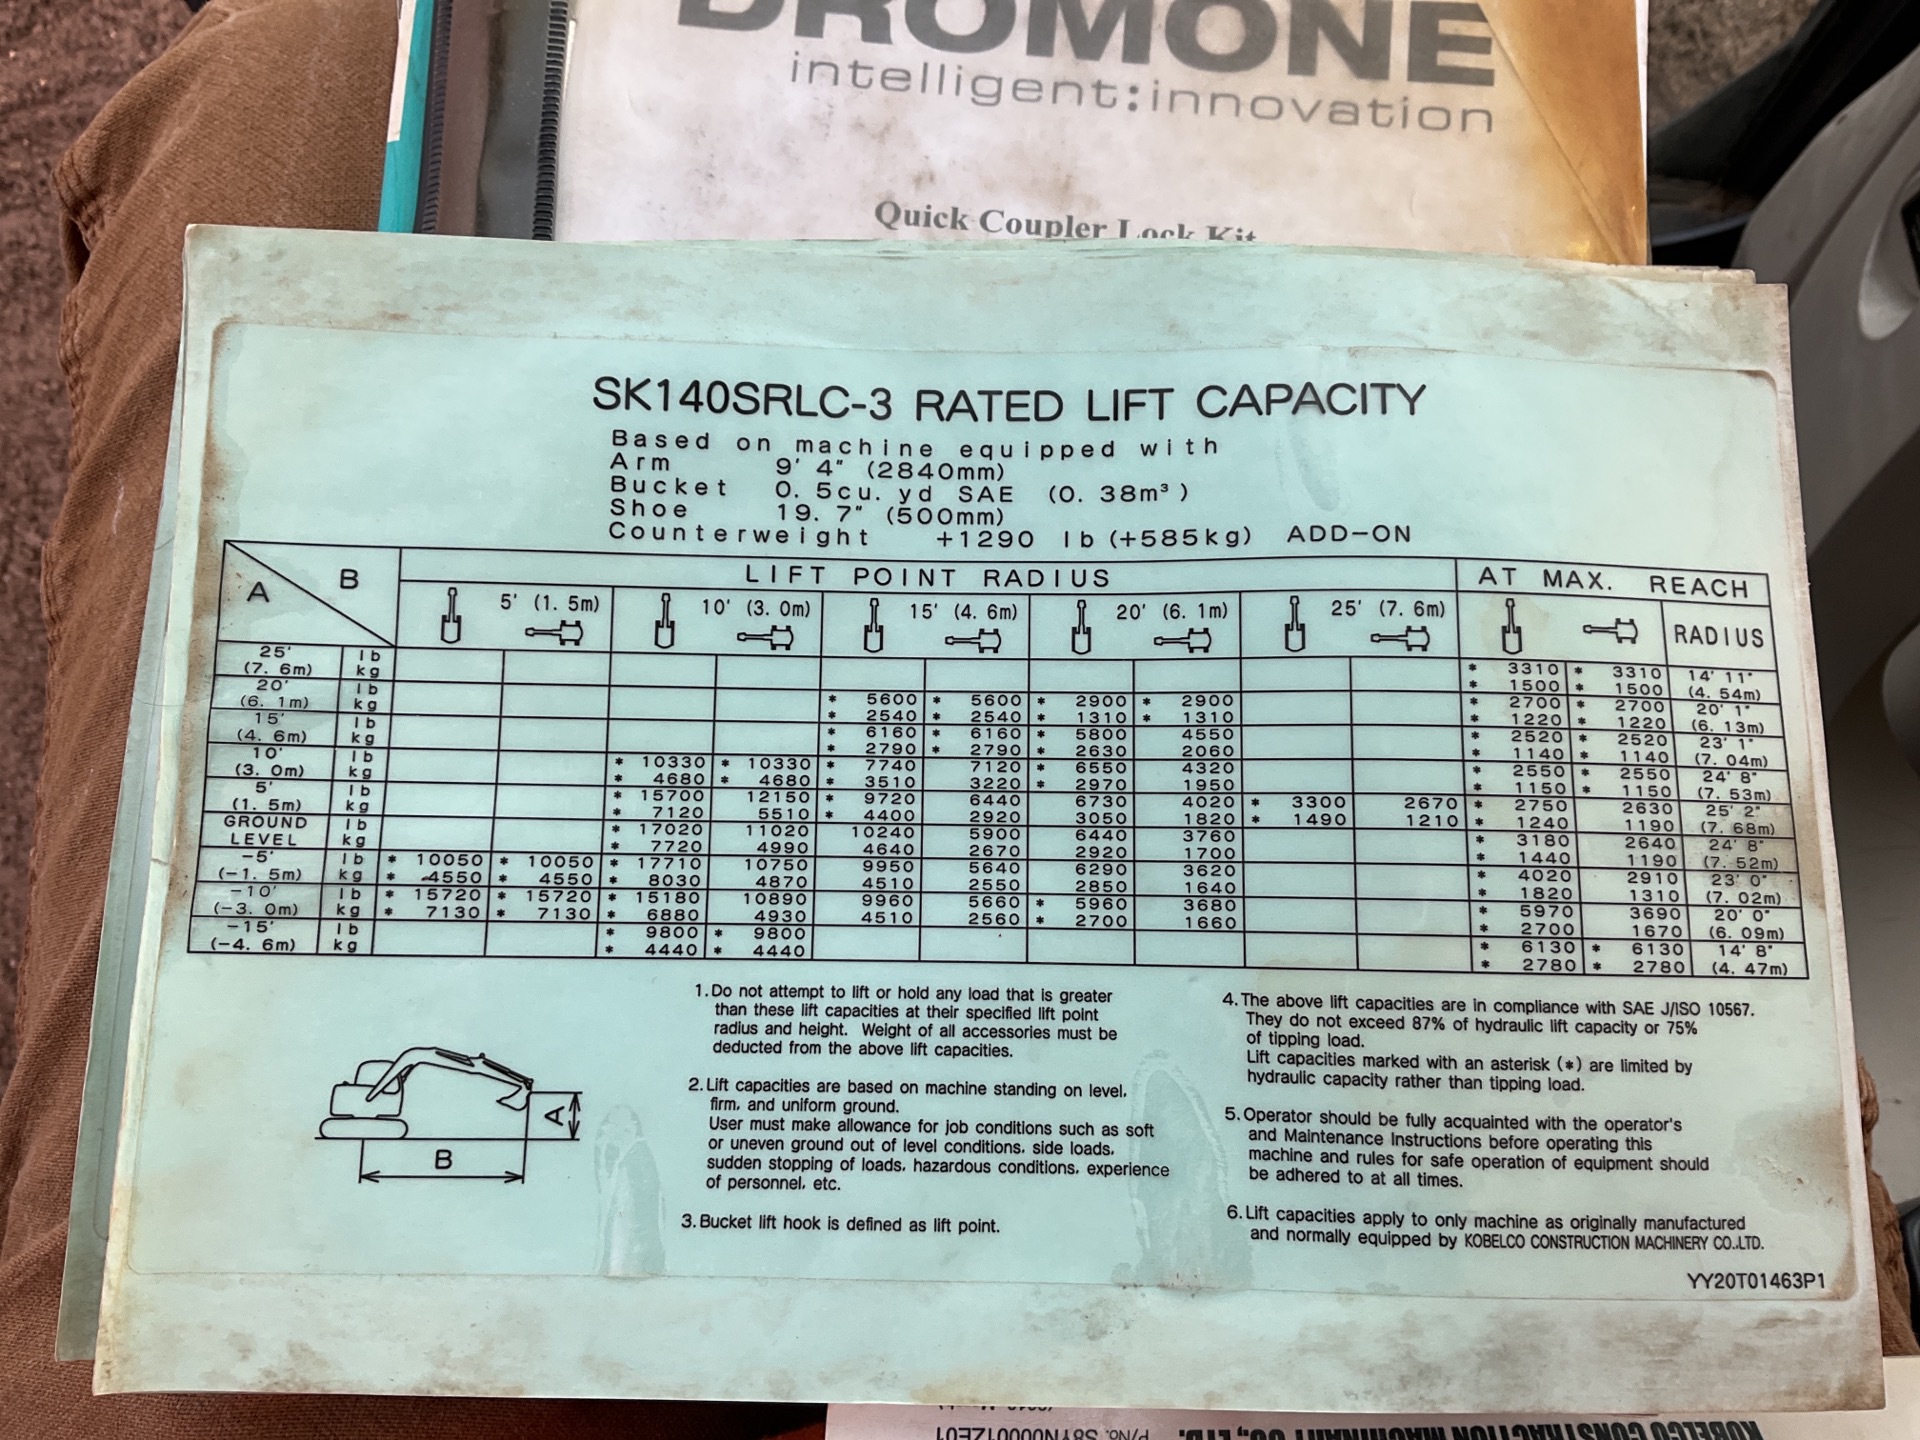 DROMONE
intelligent:innovation
Quick Coupler Lock Kit
SK140SRLC-3 RATED LIFT CAPACITY
Based on machine equipped with
Arm 9' 4" (2840mm)
Bucket 0. 5cu. yd SAE (0. 38m³)
Shoe 19. 7" (500mm)
Counterweight +1290 lb (+585kg) ADD-ON
A B LIFT POINT RADIUS AT MAX. REACH
5' (1. 5m) 10' (3. 0m) 15' (4. 6m) 20' (6. 1m) 25' (7. 6m) RADIUS
25' lb * 3310 * 3310 14' 11"
(7. 6m) kg * 1500 * 1500 (4. 54m)
20' lb * 5600 * 5600 * 2900 * 2900 * 2700 * 2700 20' 1"
(6. 1m) kg * 2540 * 2540 * 1310 * 1310 * 1220 * 1220 (6. 13m)
15' lb * 6160 * 6160 5800 4550 * 2520 * 2520 23' 1"
(4. 6m) kg * 2790 * 2790 2630 2060 * 1140 * 1140 (7. 04m)
10' lb * 10330 * 10330 * 7740 7120 * 6550 4320 * 2550 * 2550 24' 8"
(3. 0m) kg * 4680 * 4680 * 3510 3220 * 2970 1950 * 1150 * 1150 (7. 53m)
5' lb * 15700 12150 * 9720 6440 6730 4020 * 3300 2670 * 2750 2630 25' 2"
(1. 5m) kg * 7120 5510 * 4400 2920 3050 1820 * 1490 1210 * 1240 1190 (7. 68m)
GROUND lb * 17020 11020 10240 5900 6440 3760 * 3180 2640 24' 8"
LEVEL kg * 7720 4990 4640 2670 2920 1700 * 1440 1190 (7. 52m)
-5' lb * 10050 * 10050 * 17710 10750 9950 5640 6290 3620 * 4020 2910 23' 0"
(-1. 5m) kg * 4550 * 4550 * 8030 4870 4510 2550 2850 1640 * 1820 1310 (7. 02m)
-10' lb * 15720 * 15720 * 15180 10890 9960 5660 * 5960 3680 * 5970 3690 20' 0"
(-3. 0m) kg * 7130 * 7130 * 6880 4930 4510 2560 * 2700 1660 * 2700 1670 (6. 09m)
-15' lb * 9800 * 9800 * 6130 * 6130 14' 8"
(-4. 6m) kg * 4440 * 4440 * 2780 * 2780 (4. 47m)
A
B
1. Do not attempt to lift or hold any load that is greater
than these lift capacities at their specified lift point
radius and height. Weight of all accessories must be
deducted from the above lift capacities.
2. Lift capacities are based on machine standing on level,
firm, and uniform ground.
User must make allowance for job conditions such as soft
or uneven ground out of level conditions, side loads,
sudden stopping of loads, hazardous conditions, experience
of personnel, etc.
3. Bucket lift hook is defined as lift point.
4. The above lift capacities are in compliance with SAE J/ISO 10567.
They do not exceed 87% of hydraulic lift capacity or 75%
of tipping load.
Lift capacities marked with an asterisk (*) are limited by
hydraulic capacity rather than tipping load.
5. Operator should be fully acquainted with the operator's
and Maintenance Instructions before operating this
machine and rules for safe operation of equipment should
be adhered to at all times.
6. Lift capacities apply to only machine as originally manufactured
and normally equipped by KOBELCO CONSTRUCTION MACHINERY CO.,LTD.
YY20T01463P1
KOBELCO CONSTRUCTION MACHINERY CO., LTD.
P/No. S8YN00001ZE01